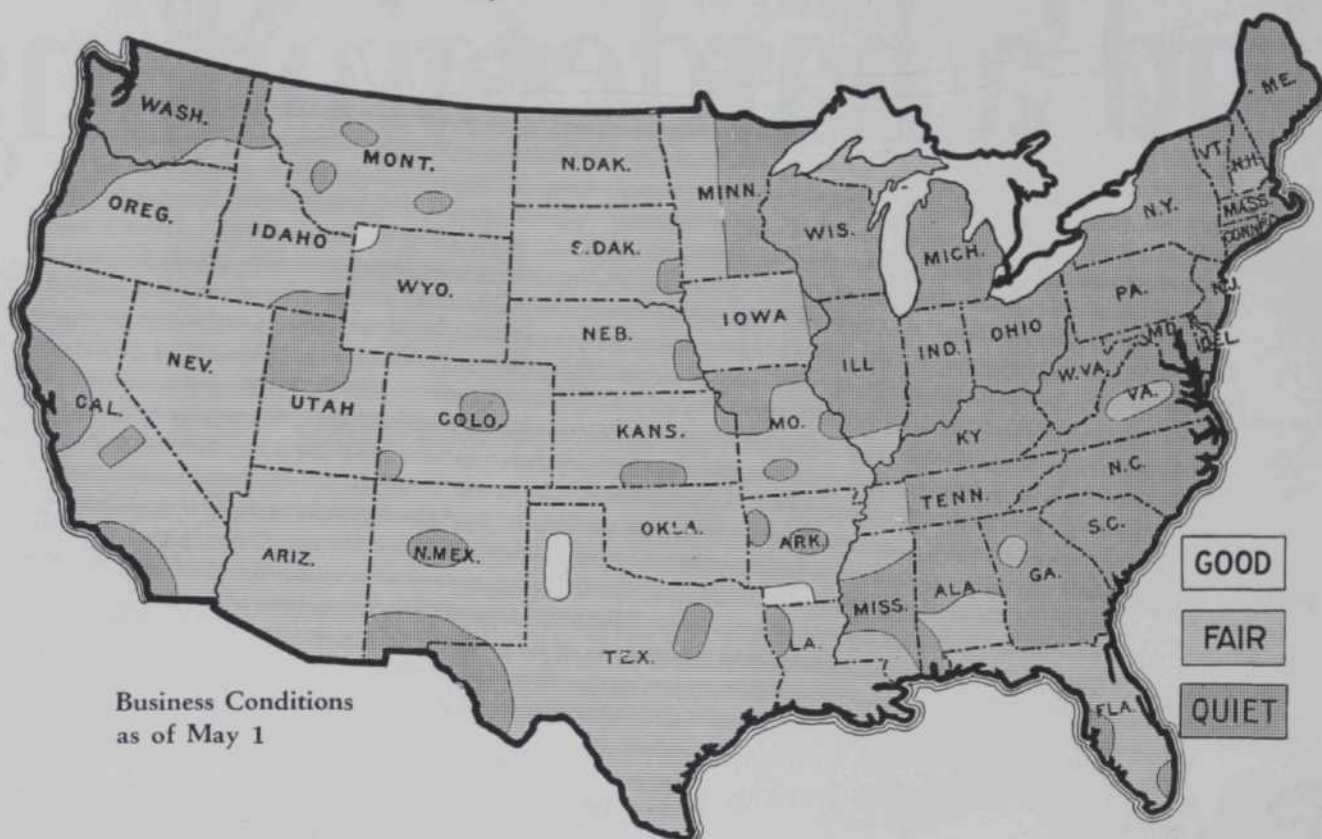 WASH.
OREG.
IDAHO
MONT.
WYO.
N.DAK.
S.DAK.
NEB.
MINN.
IOWA
WIS.
MICH.
ILL
IND.
OHIO
PA.
N.Y.
VT.
N.H.
ME.
MASS.
CONN.
N.J.
DEL.
MD.
W.VA.
VA.
KY
N.C.
TENN.
S.C.
GA.
ALA.
MISS.
FLA.
LA.
ARK.
MO.
KANS.
OKLA.
TEX.
N.MEX.
COLO.
UTAH
ARIZ.
NEV.
CAL.
GOOD
FAIR
QUIET
Business Conditions
as of May 1